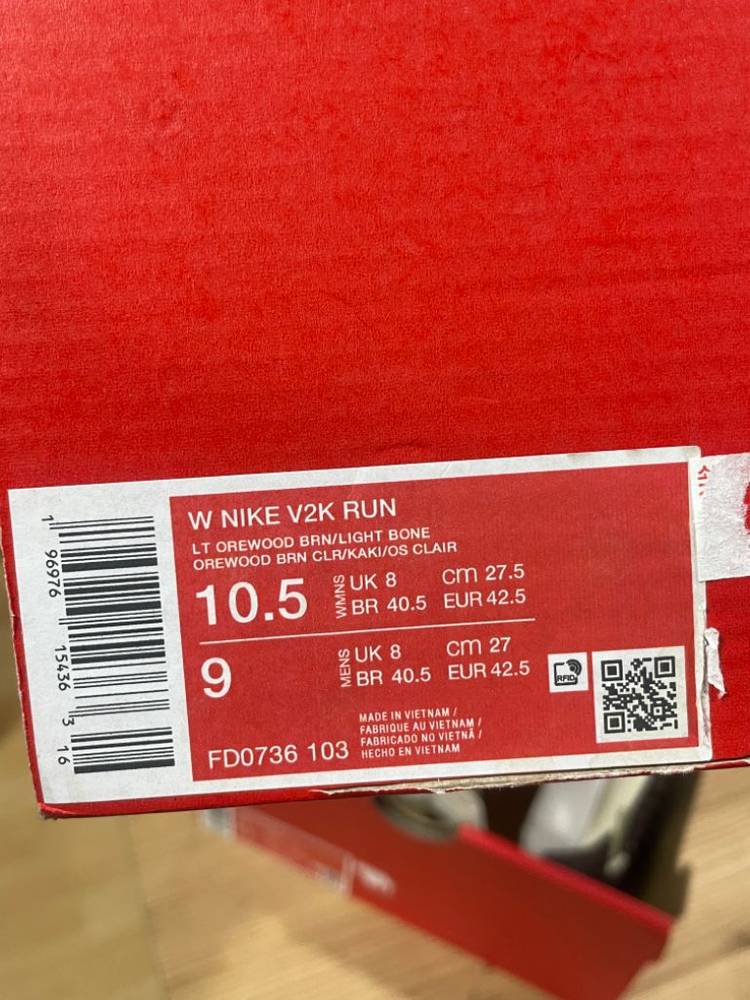 W NIKE V2K RUN
LT OREWOOD BRN/LIGHT BONE
OREWOOD BRN CLR/KAKI/OS CLAIR
10.5 WMNS UK 8 cm 27.5
BR 40.5 EUR 42.5
9 MENS UK 8 cm 27
BR 40.5 EUR 42.5
RFID
MADE IN VIETNAM /
FABRIQUE AU VIETNAM /
FABRICADO NO VIETNÃ /
HECHO EN VIETNAM
FD0736 103
1 96976 15436 3 16